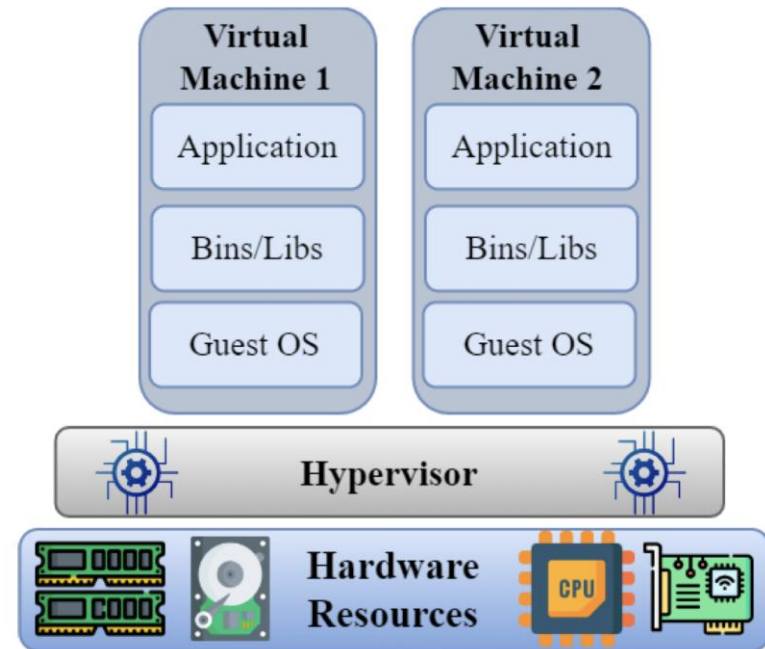 Virtual
Machine 1
Application
Bins/Libs
Guest OS
Virtual
Machine 2
Application
Bins/Libs
Guest OS
Hypervisor
Hardware
Resources
CPU